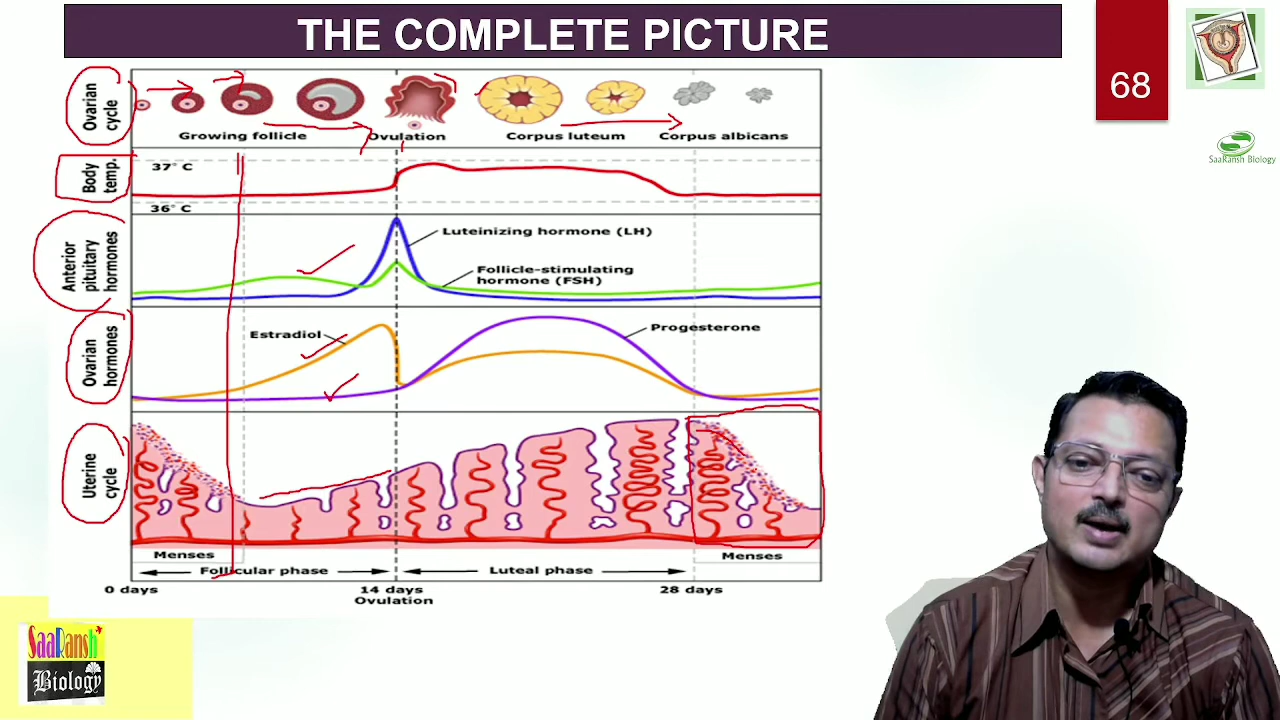 THE COMPLETE PICTURE
68
SaaRansh Biology
Ovarian
cycle
Growing follicle
Ovulation
Corpus luteum
Corpus albicans
Body
temp.
37° C
36° C
Anterior
pituitary
hormones
Luteinizing hormone (LH)
Follicle-stimulating
hormone (FSH)
Ovarian
hormones
Estradiol
Progesterone
Uterine
cycle
Menses
Menses
Follicular phase
Luteal phase
0 days
14 days
28 days
Ovulation
SaaRansh
Biology